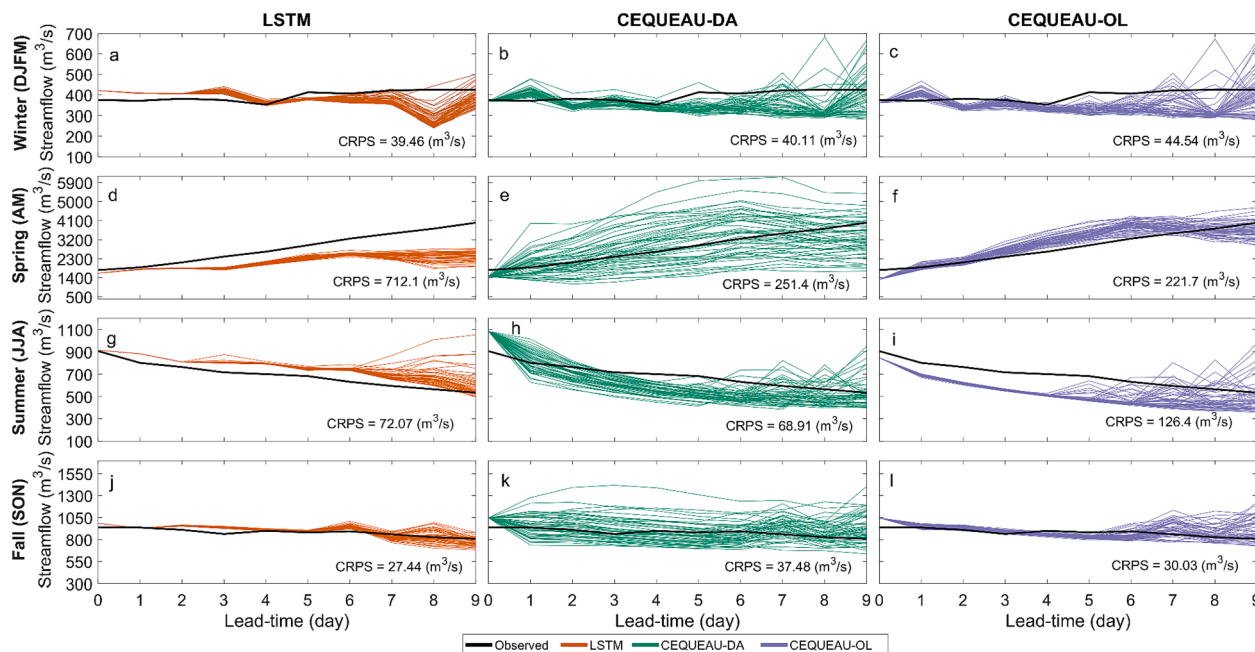 LSTM CEQUEAU-DA CEQUEAU-OL
Winter (DJFM)
Streamflow (m³/s)
700
600
500
400
300
200
100
a
CRPS = 39.46 (m³/s)
b
CRPS = 40.11 (m³/s)
c
CRPS = 44.54 (m³/s)
Spring (AM)
Streamflow (m³/s)
5900
5000
4100
3200
2300
1400
500
d
CRPS = 712.1 (m³/s)
e
CRPS = 251.4 (m³/s)
f
CRPS = 221.7 (m³/s)
Summer (JJA)
Streamflow (m³/s)
1100
900
700
500
300
100
g
CRPS = 72.07 (m³/s)
h
CRPS = 68.91 (m³/s)
i
CRPS = 126.4 (m³/s)
Fall (SON)
Streamflow (m³/s)
1550
1300
1050
800
550
300
j
CRPS = 27.44 (m³/s)
k
CRPS = 37.48 (m³/s)
l
CRPS = 30.03 (m³/s)
0 1 2 3 4 5 6 7 8 9
0 1 2 3 4 5 6 7 8 9
0 1 2 3 4 5 6 7 8 9
Lead-time (day) Lead-time (day) Lead-time (day)
Observed LSTM CEQUEAU-DA CEQUEAU-OL